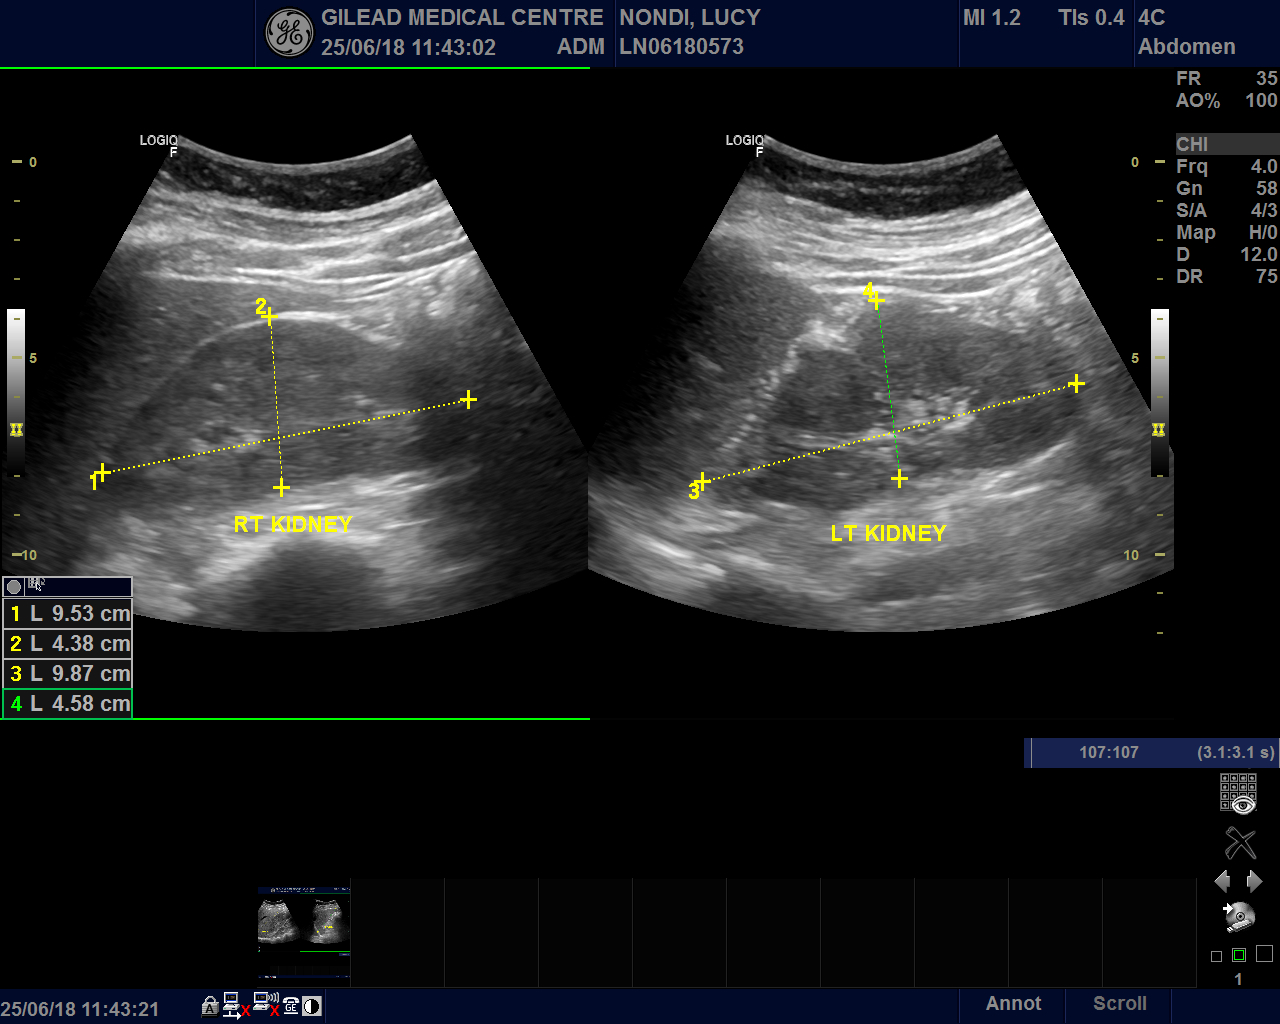 GILEAD MEDICAL CENTRE
25/06/18 11:43:02 ADM
NONDI, LUCY
LN06180573
MI 1.2 TIs 0.4
4C
Abdomen
FR 35
AO% 100
CHI
Frq 4.0
Gn 58
S/A 4/3
Map H/0
D 12.0
DR 75
LOGIQ
F
0
5
10
1
2
RT KIDNEY
LOGIQ
F
0
5
10
3
4
LT KIDNEY
1 L 9.53 cm
2 L 4.38 cm
3 L 9.87 cm
4 L 4.58 cm
107:107 (3.1:3.1 s)
1
25/06/18 11:43:21
Annot
Scroll